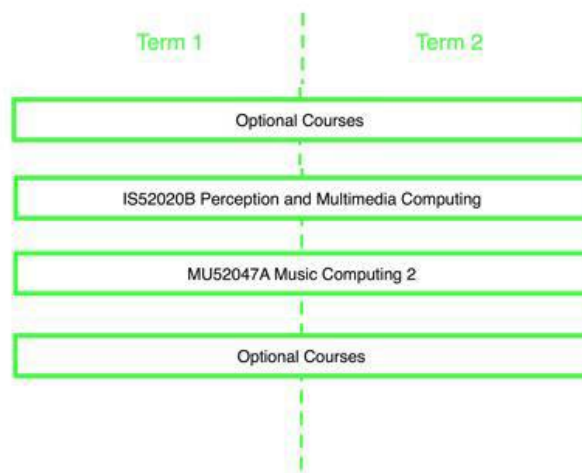 Term 1
Term 2
Optional Courses
IS52020B Perception and Multimedia Computing
MU52047A Music Computing 2
Optional Courses